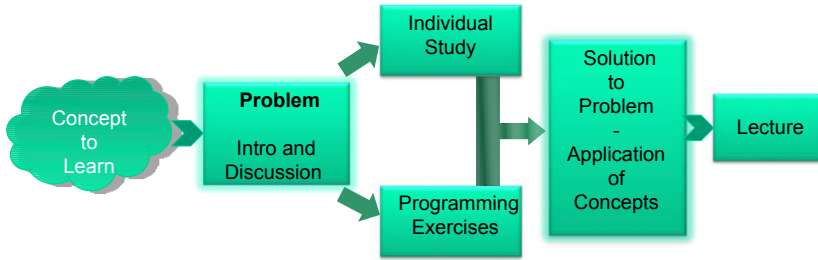 Concept
to
Learn
Problem
Intro and
Discussion
Individual
Study
Programming
Exercises
Solution
to
Problem
-
Application
of
Concepts
Lecture